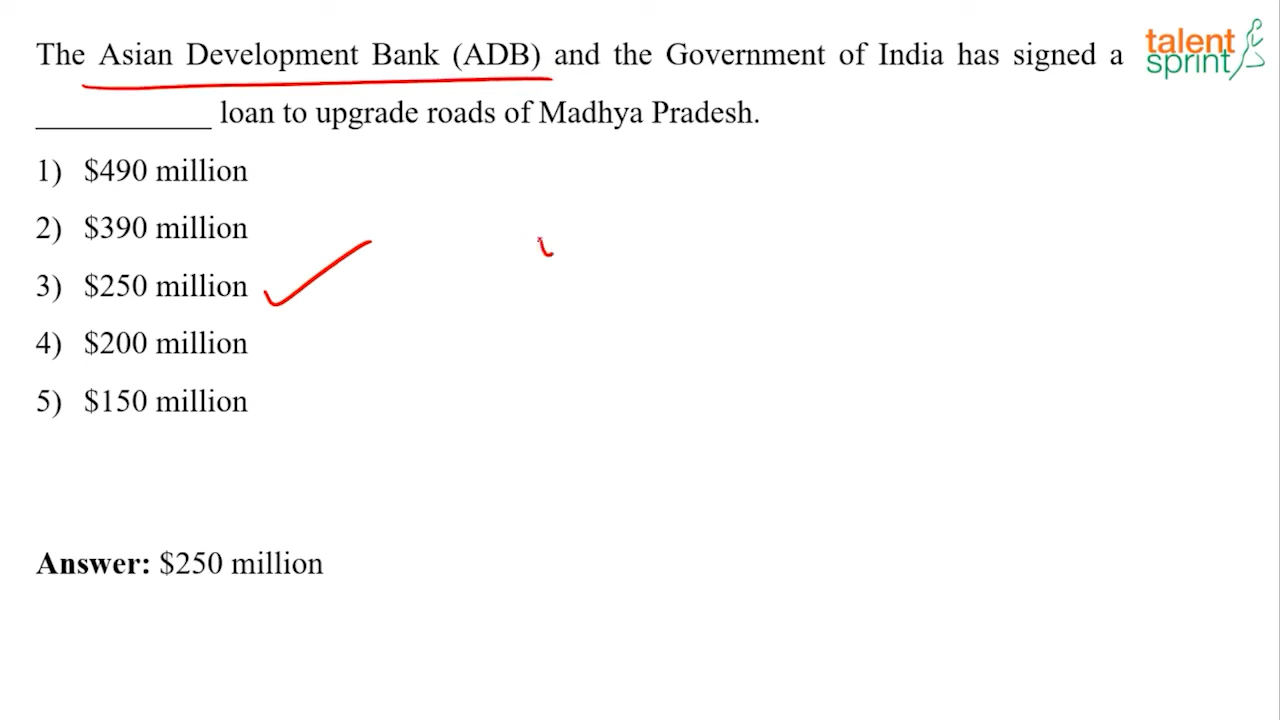 The Asian Development Bank (ADB) and the Government of India has signed a
___________ loan to upgrade roads of Madhya Pradesh.
1) $490 million
2) $390 million
3) $250 million
4) $200 million
5) $150 million
Answer: $250 million
talent
sprint